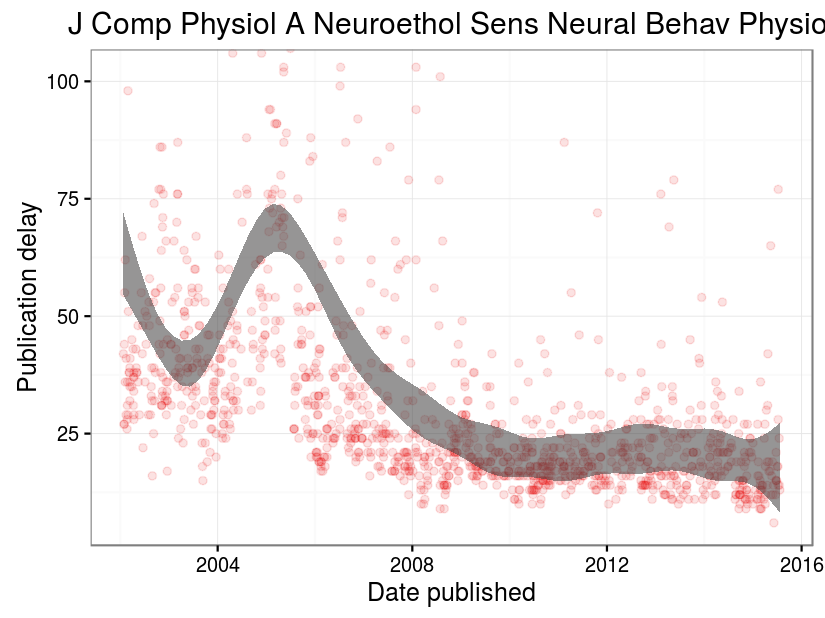 J Comp Physiol A Neuroethol Sens Neural Behav Physio
100
75
50
25
Publication delay
2004 2008 2012 2016
Date published